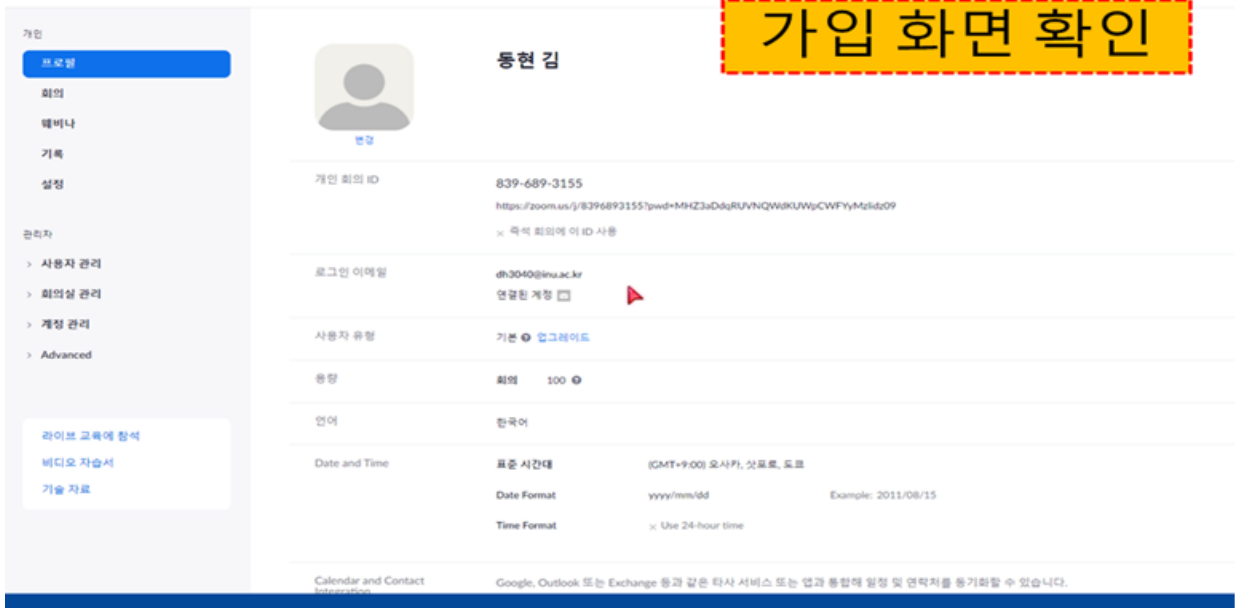 가입 화면 확인
개인
프로필
회의
웨비나
기록
설정
관리자
> 사용자 관리
> 회의실 관리
> 계정 관리
> Advanced
라이브 교육에 참석
비디오 자습서
기술 자료
동현 김
변경
개인 회의 ID
839-689-3155
https://zoom.us/j/8396893155?pwd=MHZ3aDdqRUVNQWdKUWpCWFYyMzlidz09
× 즉석 회의에 이 ID 사용
로그인 이메일
dh3040@inu.ac.kr
연결된 계정
사용자 유형
기본 업그레이드
용량
회의 100
언어
한국어
Date and Time
표준 시간대 (GMT+9:00) 오사카, 삿포로, 도쿄
Date Format yyyy/mm/dd Example: 2011/08/15
Time Format × Use 24-hour time
Calendar and Contact
Integration
Google, Outlook 또는 Exchange 등과 같은 타사 서비스 또는 앱과 통합해 일정 및 연락처를 동기화할 수 있습니다.